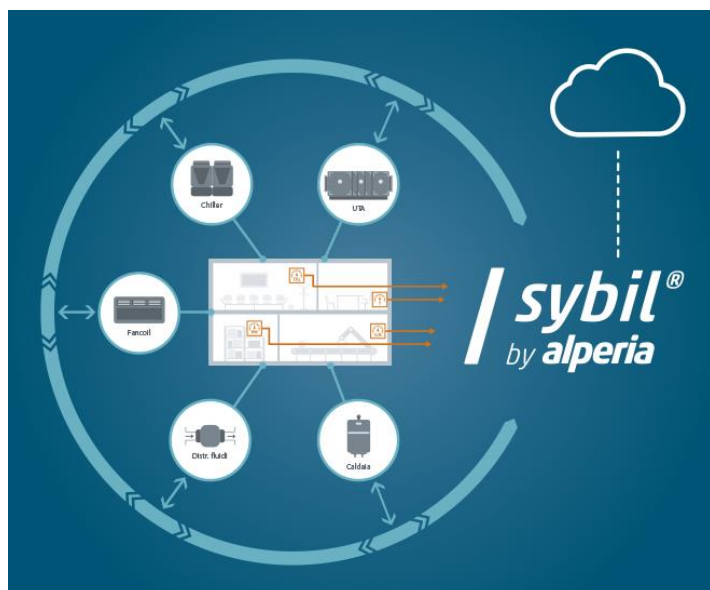 Chiller
UTA
Fancoil
sybil®
by alperia
Distr. fluidi
Caldaia